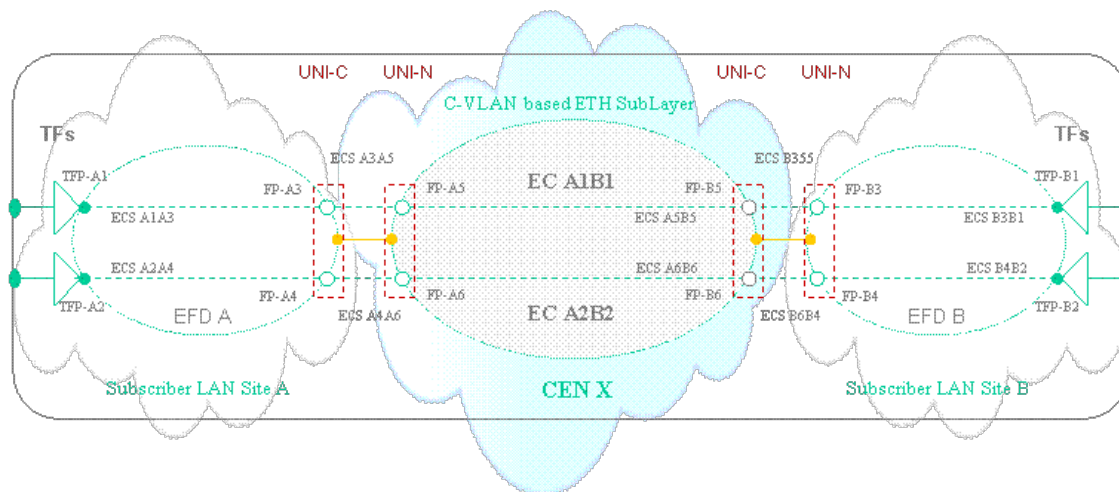 UNI-C
UNI-N
UNI-C
UNI-N
C-VLAN based ETH SubLayer
TFs
TFs
ECS A3A5
ECS B355
TFP-A1
FP-A3
FP-A5
EC A1B1
FP-B5
FP-B3
TFP-B1
ECS A1A3
ECS A5B5
ECS B3B1
ECS A2A4
ECS A6B6
ECS B4B2
TFP-A2
FP-A4
FP-A6
FP-B6
FP-B4
TFP-B2
EFD A
ECS A4A6
EC A2B2
ECS B6B4
EFD B
Subscriber LAN Site A
CEN X
Subscriber LAN Site B